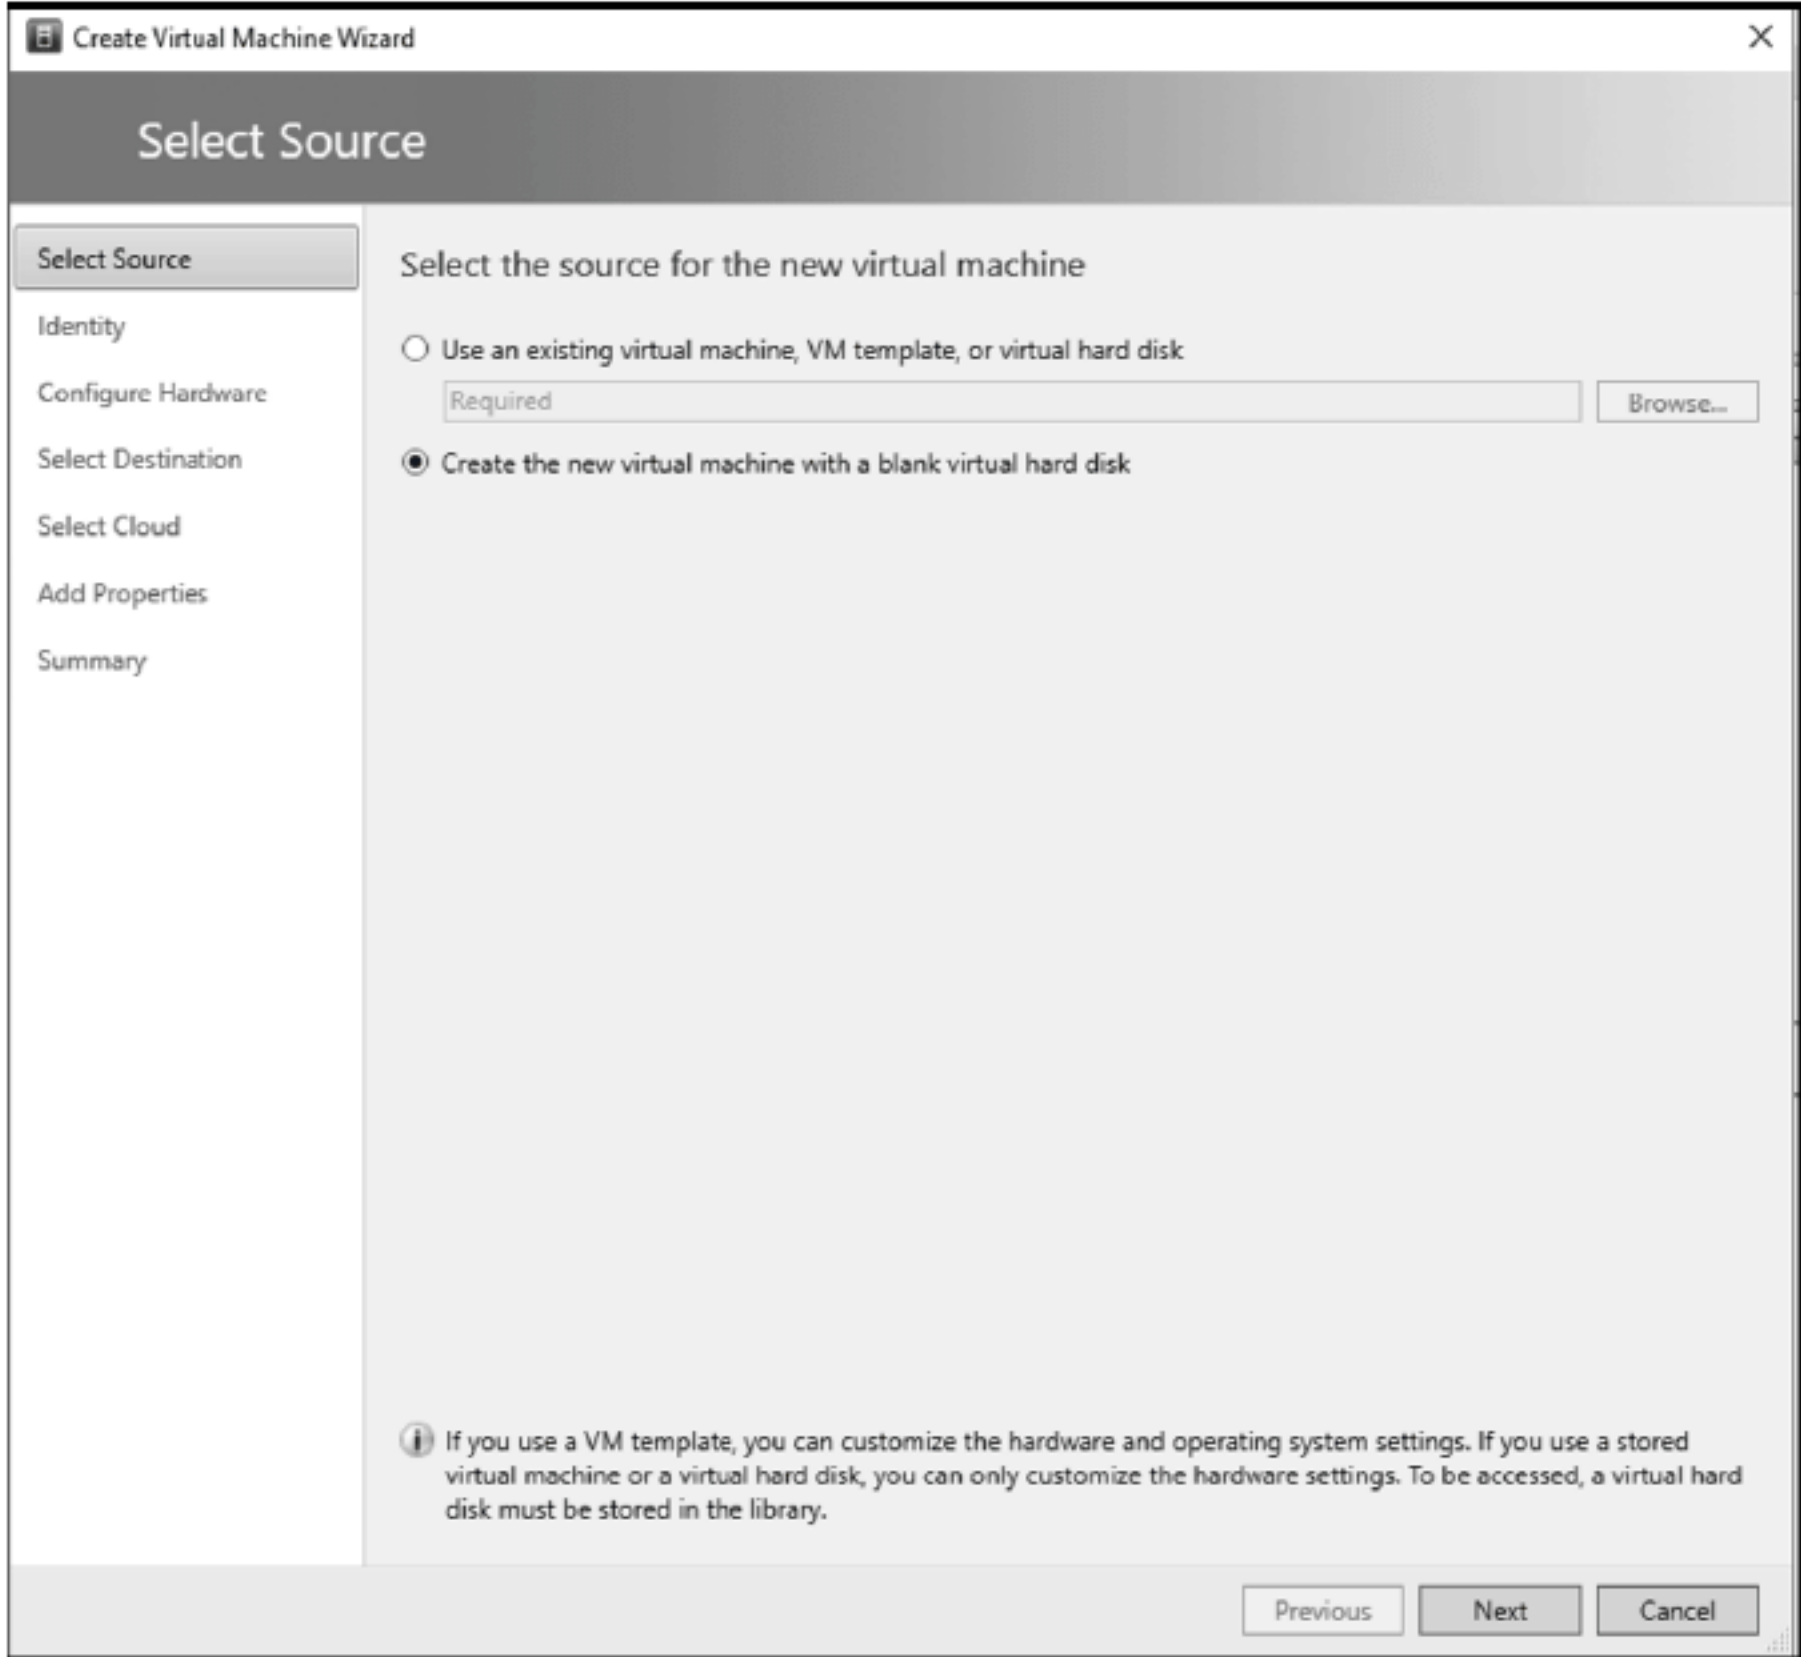 Create Virtual Machine Wizard
Select Source
Select Source
Identity
Configure Hardware
Select Destination
Select Cloud
Add Properties
Summary
Select the source for the new virtual machine
Use an existing virtual machine, VM template, or virtual hard disk
Required
Browse...
Create the new virtual machine with a blank virtual hard disk
If you use a VM template, you can customize the hardware and operating system settings. If you use a stored
virtual machine or a virtual hard disk, you can only customize the hardware settings. To be accessed, a virtual hard
disk must be stored in the library.
Previous
Next
Cancel